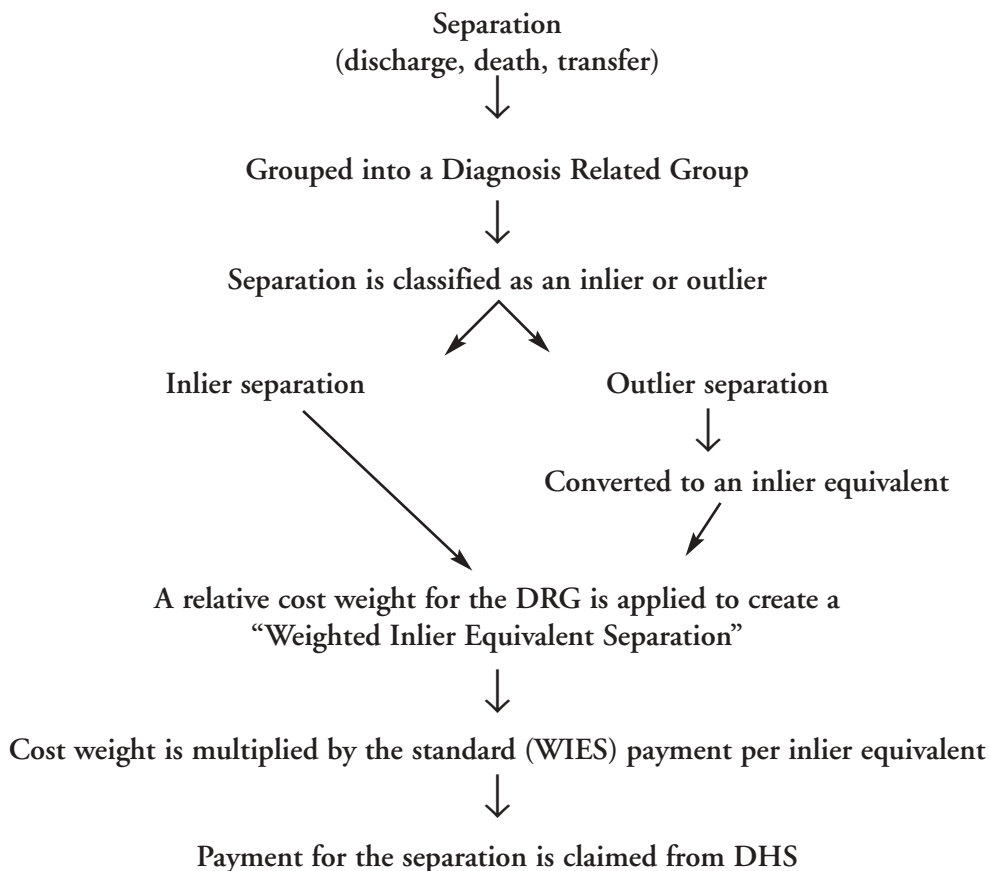 Separation
(discharge, death, transfer)
Grouped into a Diagnosis Related Group
Separation is classified as an inlier or outlier
Inlier separation
Outlier separation
Converted to an inlier equivalent
A relative cost weight for the DRG is applied to create a
“Weighted Inlier Equivalent Separation”
Cost weight is multiplied by the standard (WIES) payment per inlier equivalent
Payment for the separation is claimed from DHS